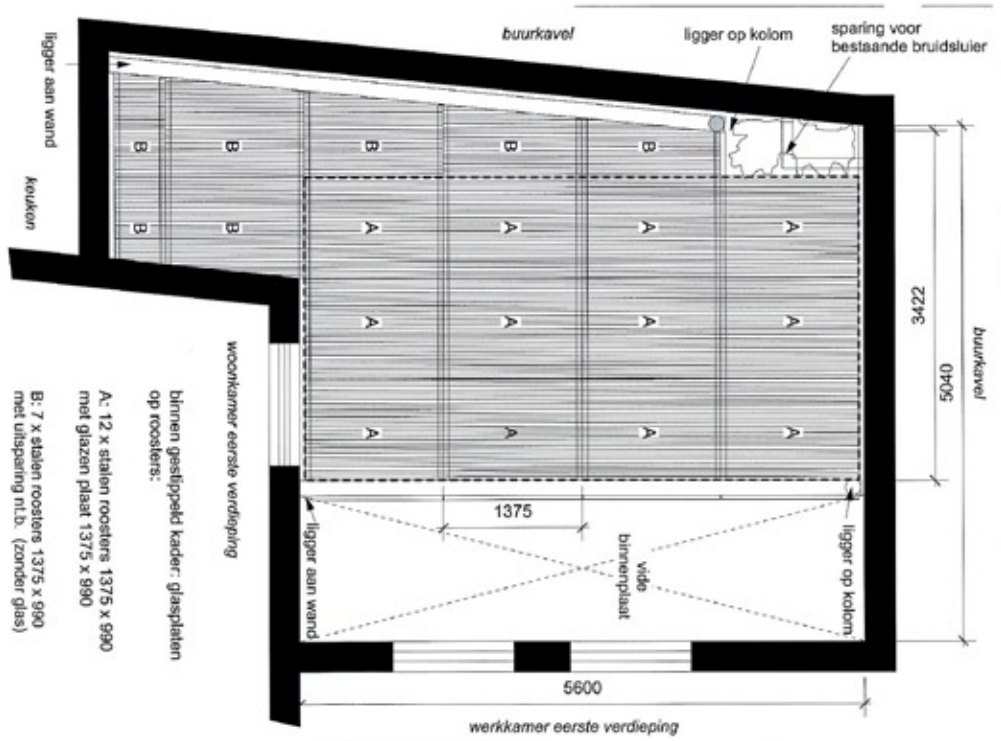 buurkavel
ligger op kolom
sparing voor
bestaande bruidsluier
ligger aan wand
keuken
B
B
B
B
B
B
B
A
A
A
A
A
A
A
A
A
A
A
A
3422
5040
buurkavel
woonkamer eerste verdieping
binnen gestippeld kader: glasplaten
op roosters:
A: 12 x stalen roosters 1375 x 990
met glazen plaat 1375 x 990
B: 7 x stalen roosters 1375 x 990
met uitsparing nt.b. (zonder glas)
1375
ligger aan wand
vide
binnenplaat
ligger op kolom
5600
werkkamer eerste verdieping